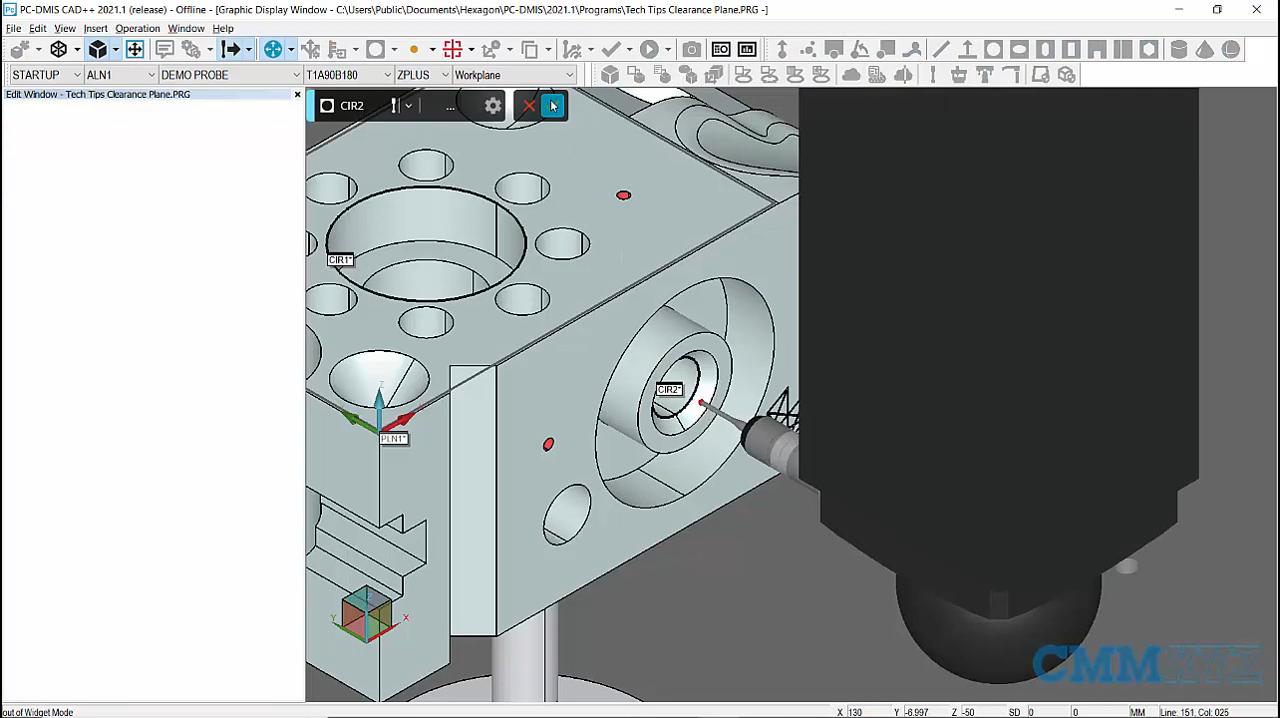 PC-DMIS CAD++ 2021.1 (release) - Offline - [Graphic Display Window - C:\Users\Public\Documents\Hexagon\PC-DMIS\2021.1\Programs\Tech Tips Clearance Plane.PRG -]
File Edit View Insert Operation Window Help
STARTUP ALN1 DEMO PROBE T1A90B180 ZPLUS Workplane
Edit Window - Tech Tips Clearance Plane.PRG
CIR2 ...
CIR1*
CIR2*
Z
PLN1*
Z
Y X
CMMXYZ
out of Widget Mode X 130 Y -6.997 Z -50 SD 0 0 MM Line: 151, Col: 025